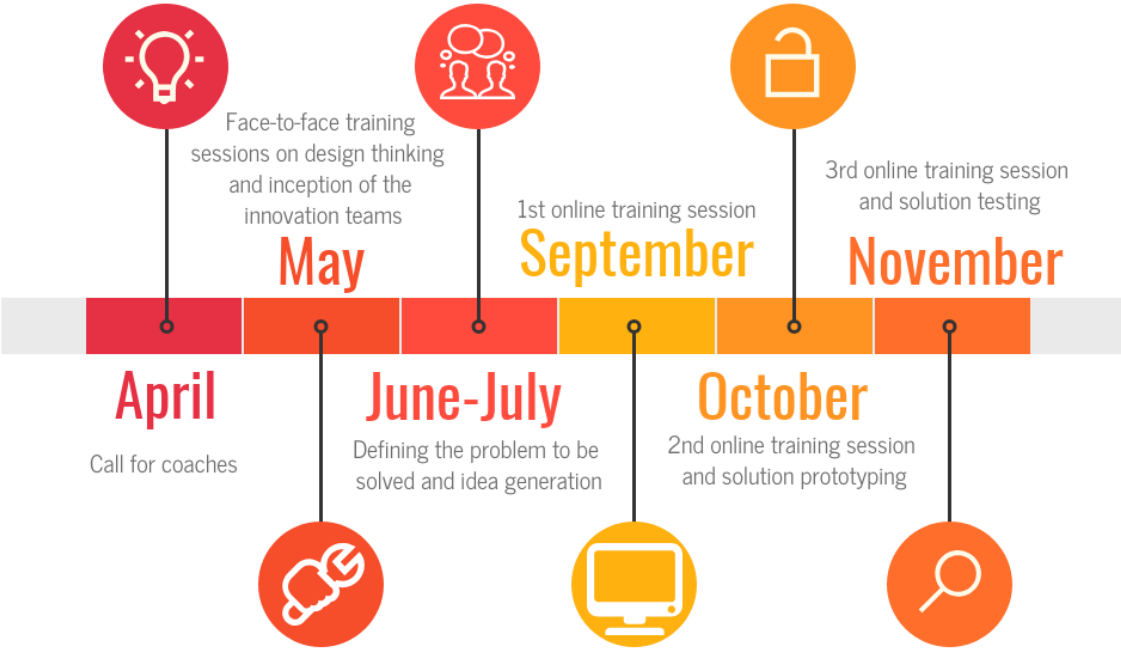 April
Call for coaches
Face-to-face training
sessions on design thinking
and inception of the
innovation teams
May
June-July
Defining the problem to be
solved and idea generation
1st online training session
September
October
2nd online training session
and solution prototyping
3rd online training session
and solution testing
November